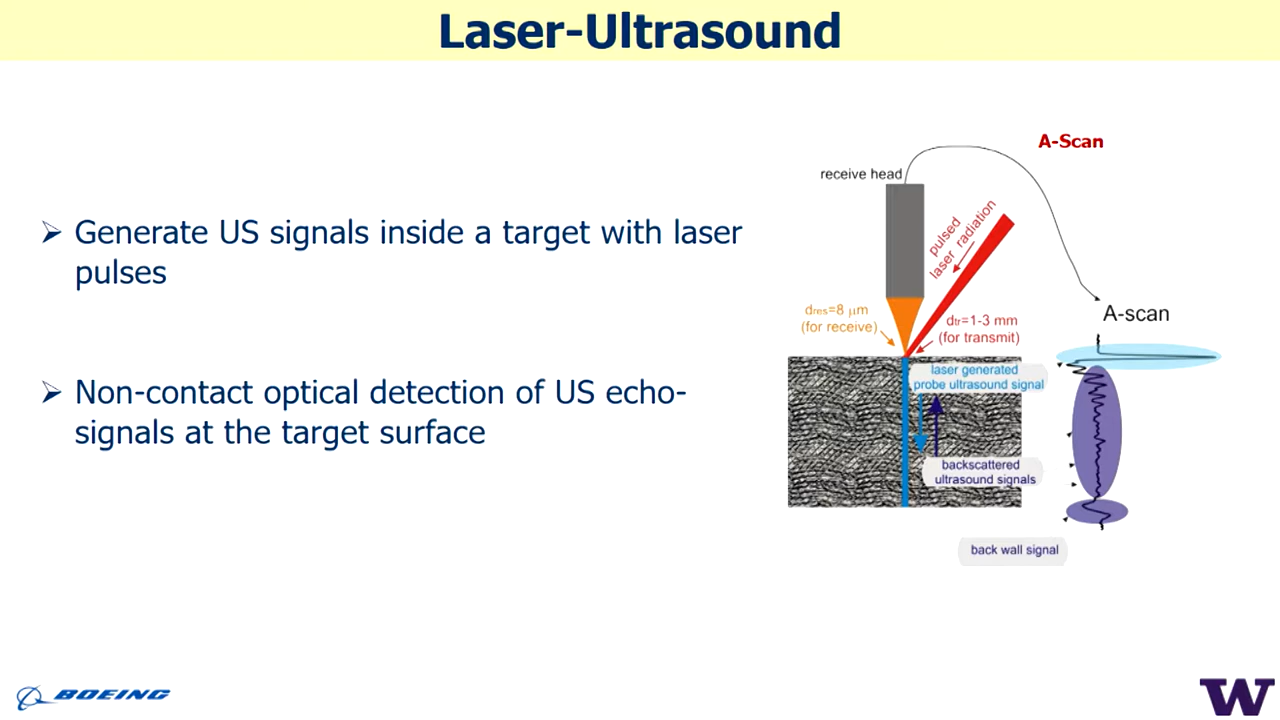 Laser-Ultrasound
➢ Generate US signals inside a target with laser
pulses
➢ Non-contact optical detection of US echo-
signals at the target surface
A-Scan
receive head
pulsed
laser radiation
dres=8 µm
(for receive)
dtr=1-3 mm
(for transmit)
A-scan
laser generated
probe ultrasound signal
backscattered
ultrasound signals
back wall signal
BOEING
W